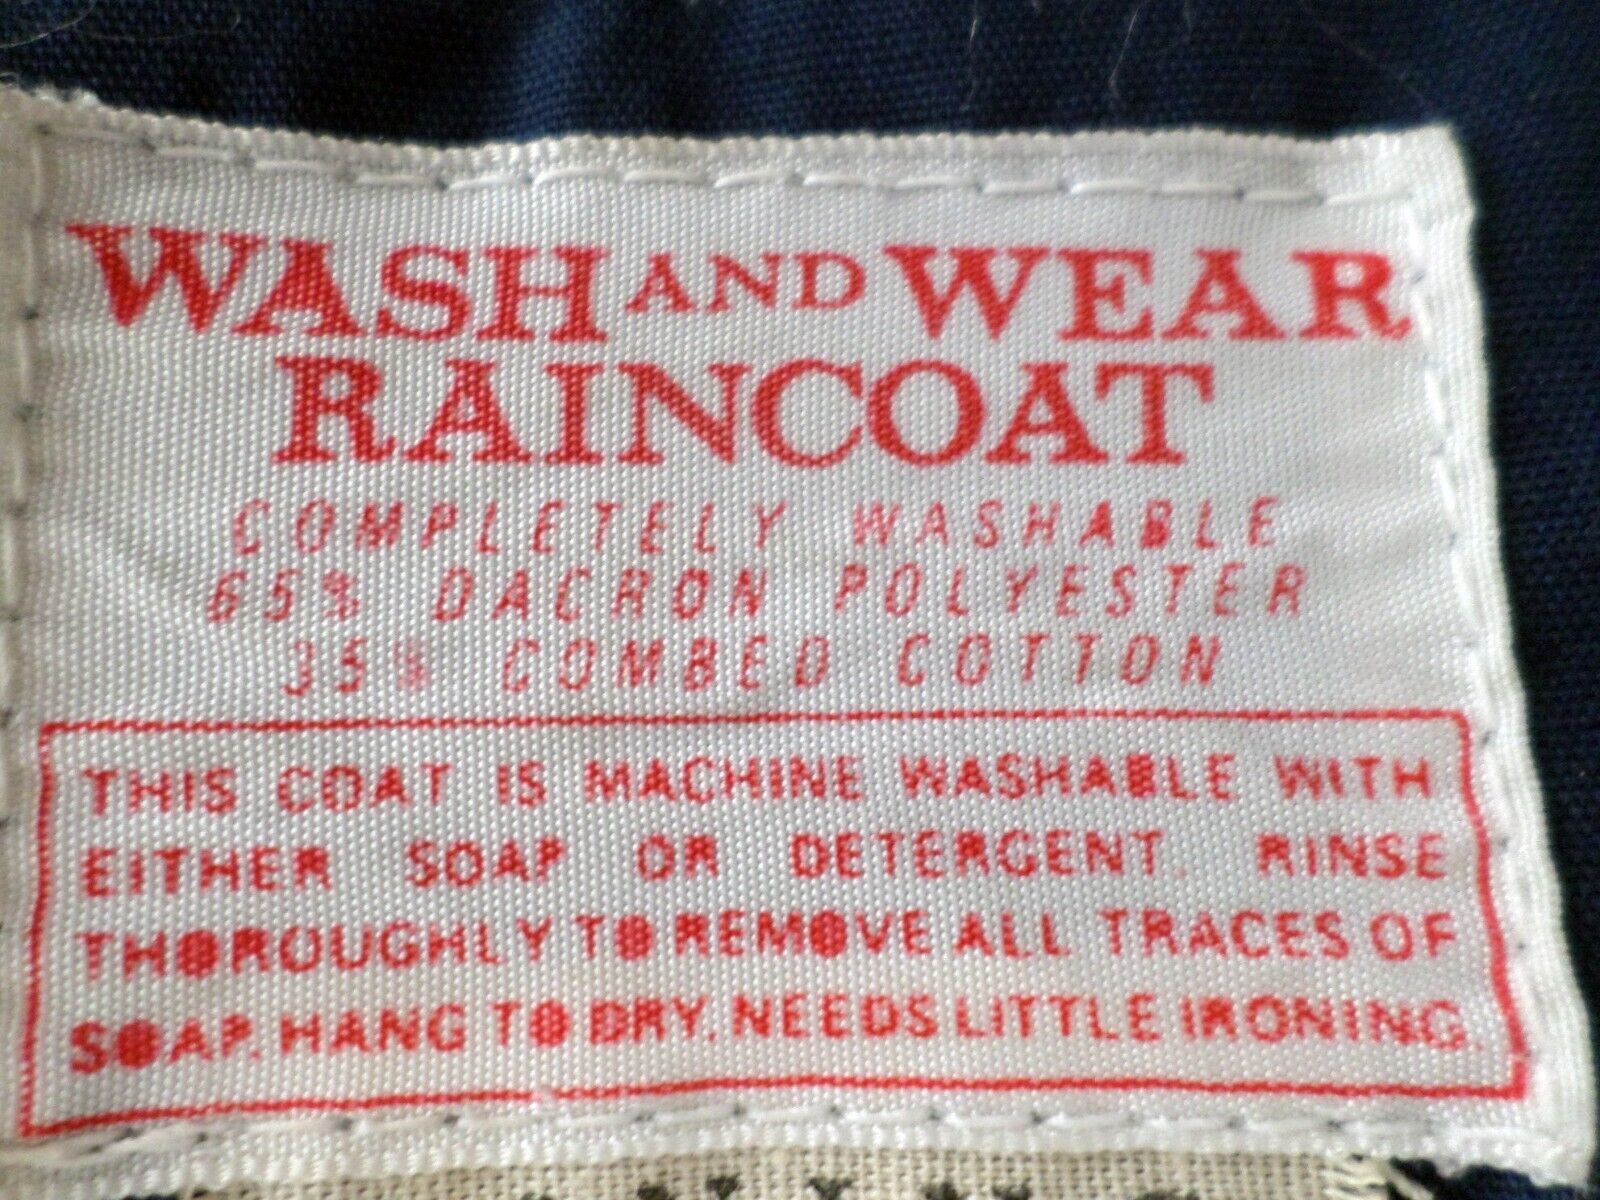 WASH AND WEAR
RAINCOAT
COMPLETELY WASHABLE
65% DACRON POLYESTER
35% COMBED COTTON
THIS COAT IS MACHINE WASHABLE WITH
EITHER SOAP OR DETERGENT. RINSE
THOROUGHLY TO REMOVE ALL TRACES OF
SOAP. HANG TO DRY. NEEDS LITTLE IRONING.